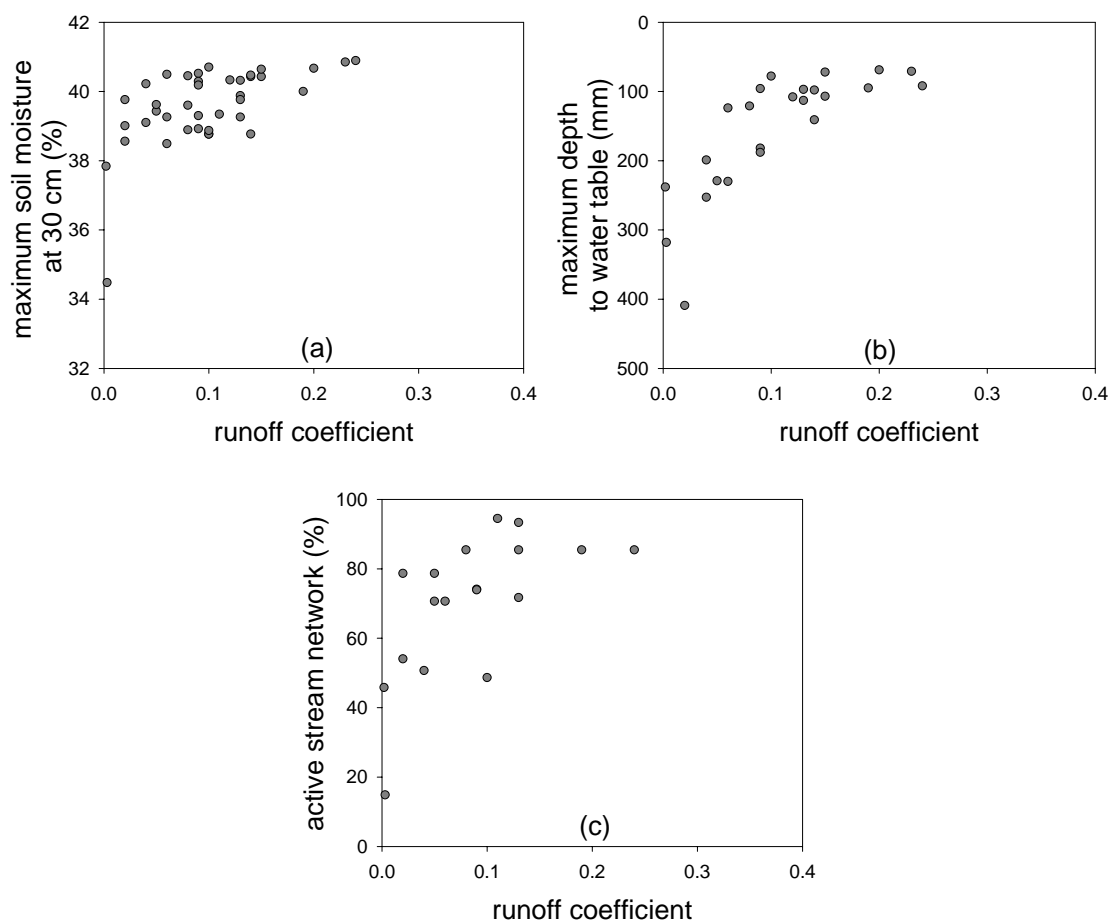 maximum soil moisture
at 30 cm (%)
42
40
38
36
34
32
(a)
0.0 0.1 0.2 0.3 0.4
runoff coefficient
maximum depth
to water table (mm)
0
100
200
300
400
500
(b)
0.0 0.1 0.2 0.3 0.4
runoff coefficient
active stream network (%)
100
80
60
40
20
0
(c)
0.0 0.1 0.2 0.3 0.4
runoff coefficient